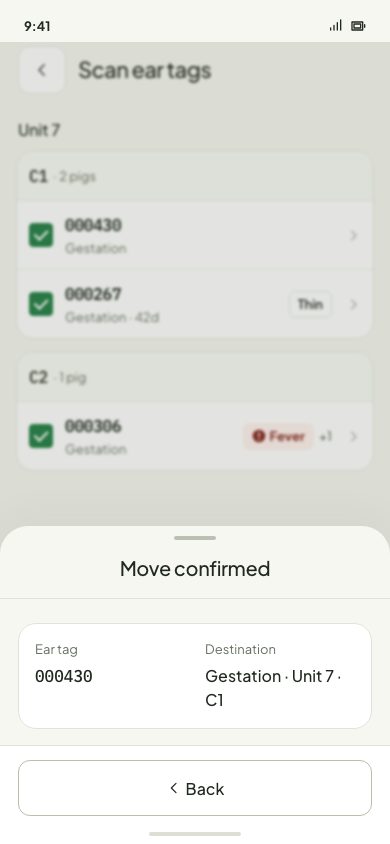 9:41
Scan ear tags
Unit 7
C1 · 2 pigs
000430
Gestation
000267
Gestation · 42d
Thin
C2 · 1 pig
000306
Gestation
Fever
+1
Move confirmed
Ear tag
Destination
000430
Gestation · Unit 7 ·
C1
Back